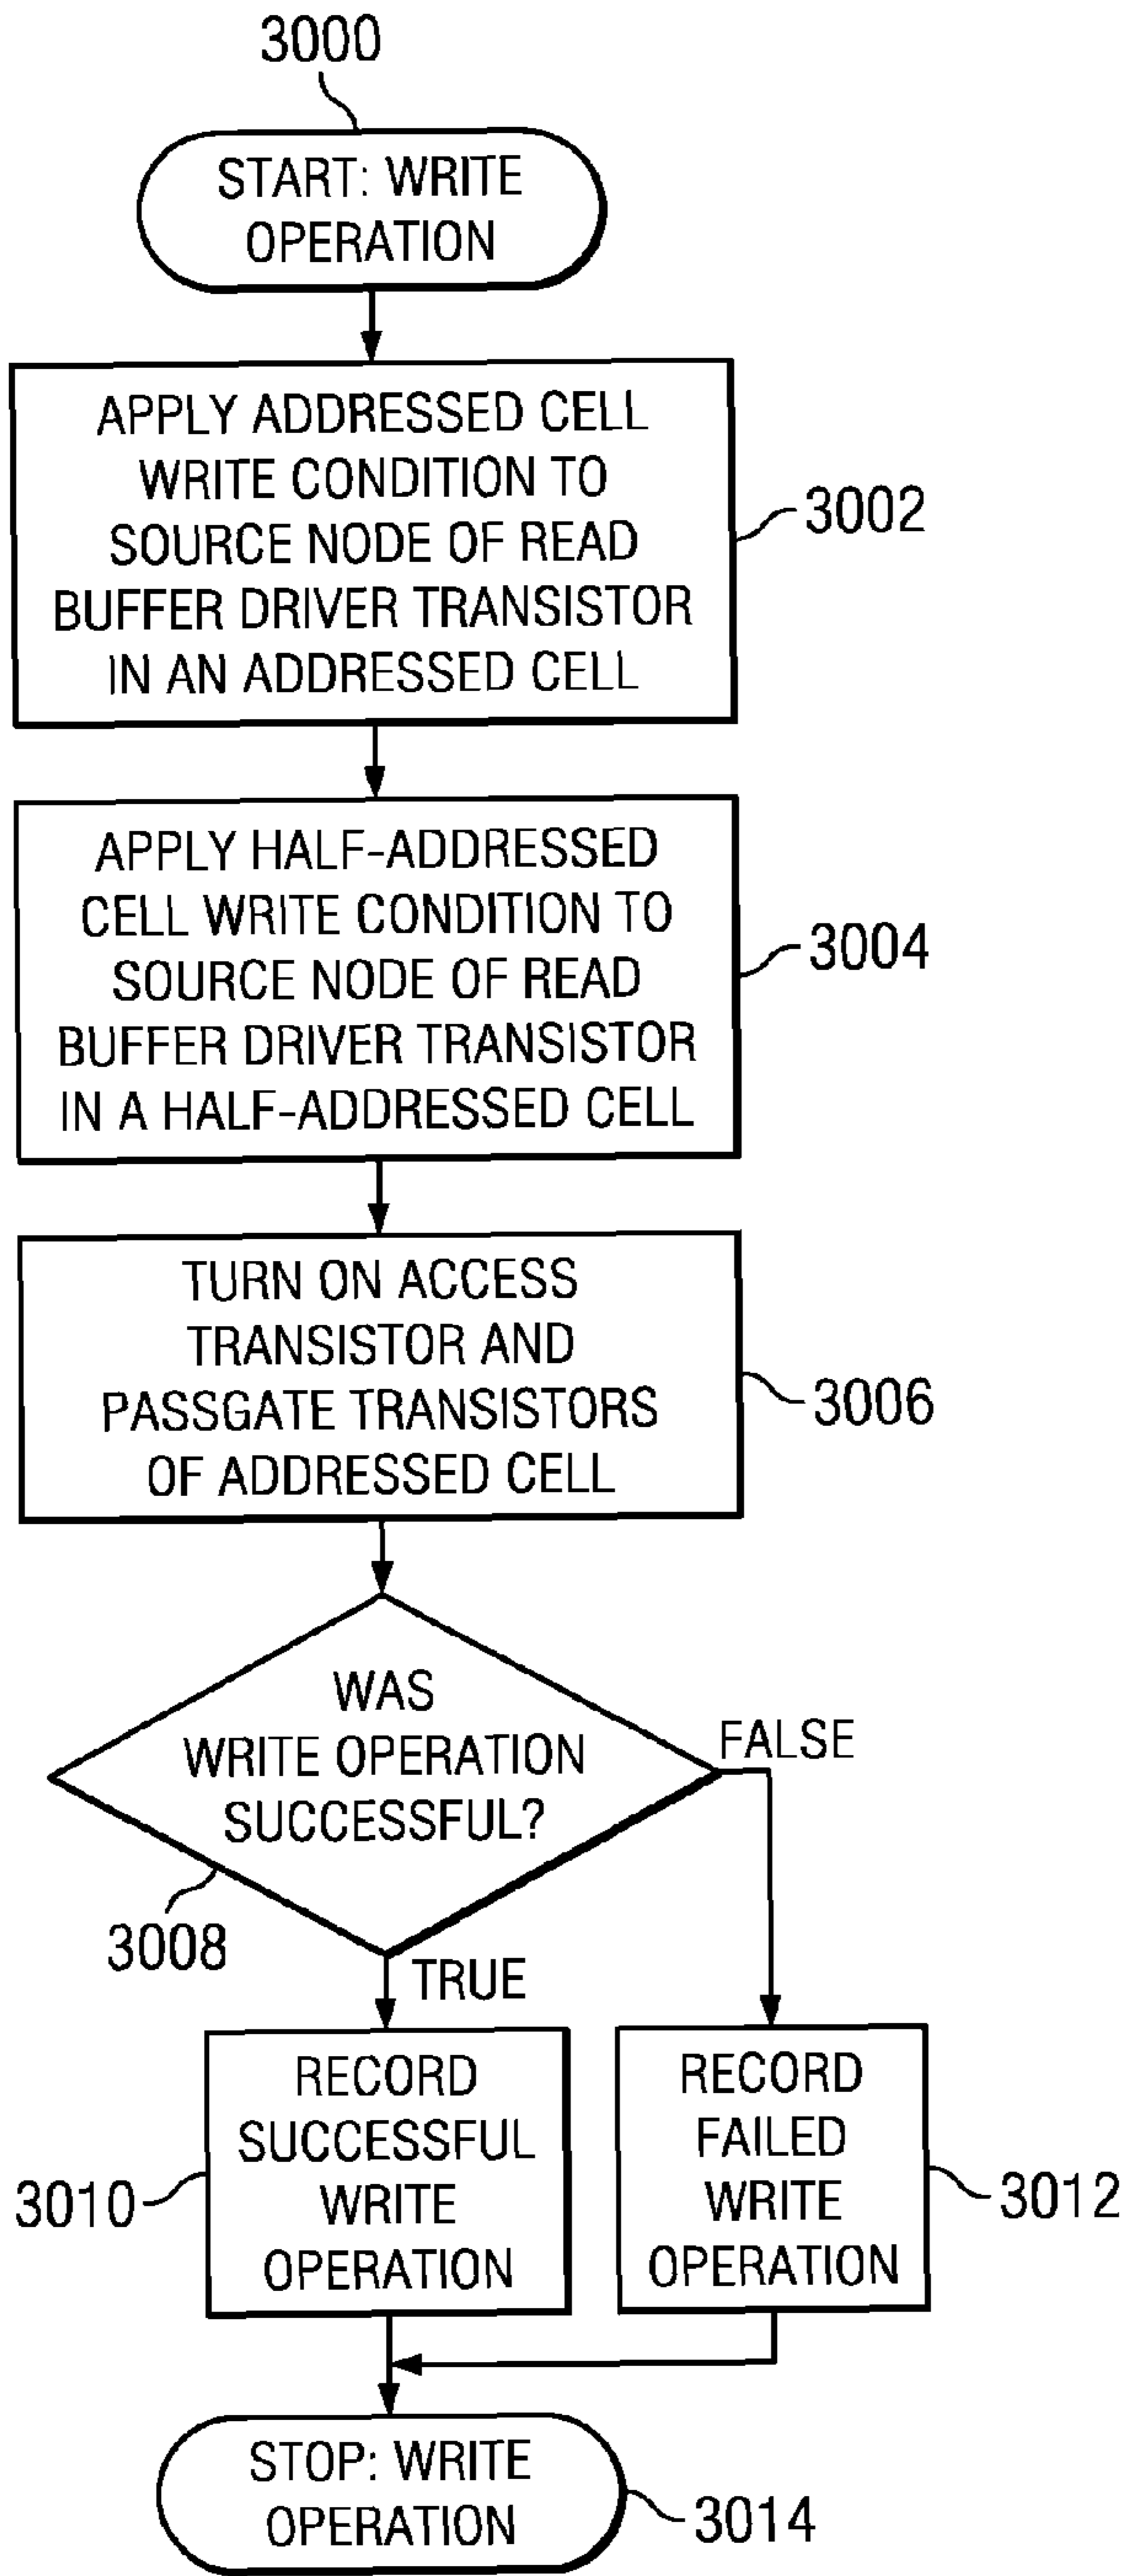 3000
START: WRITE
OPERATION
APPLY ADDRESSED CELL
WRITE CONDITION TO
SOURCE NODE OF READ
BUFFER DRIVER TRANSISTOR
IN AN ADDRESSED CELL
3002
APPLY HALF-ADDRESSED
CELL WRITE CONDITION TO
SOURCE NODE OF READ
BUFFER DRIVER TRANSISTOR
IN A HALF-ADDRESSED CELL
3004
TURN ON ACCESS
TRANSISTOR AND
PASSGATE TRANSISTORS
OF ADDRESSED CELL
3006
WAS
WRITE OPERATION
SUCCESSFUL?
FALSE
3008
TRUE
RECORD
SUCCESSFUL
WRITE
OPERATION
3010
RECORD
FAILED
WRITE
OPERATION
3012
STOP: WRITE
OPERATION
3014